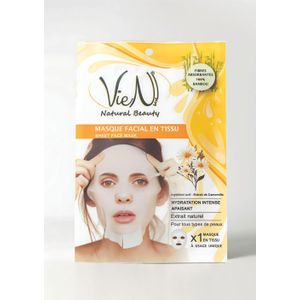 VieN
Natural Beauty
FIBRES
ABSORBANTES
100%
BAMBOU
MASQUE FACIAL EN TISSU
SHEET FACE MASK
Ingrédient actif : Extrait de Camomille
HYDRATATION INTENSE
APAISANT
Extrait naturel
Pour tous types de peaux
x1 MASQUE
EN TISSU
À USAGE UNIQUE